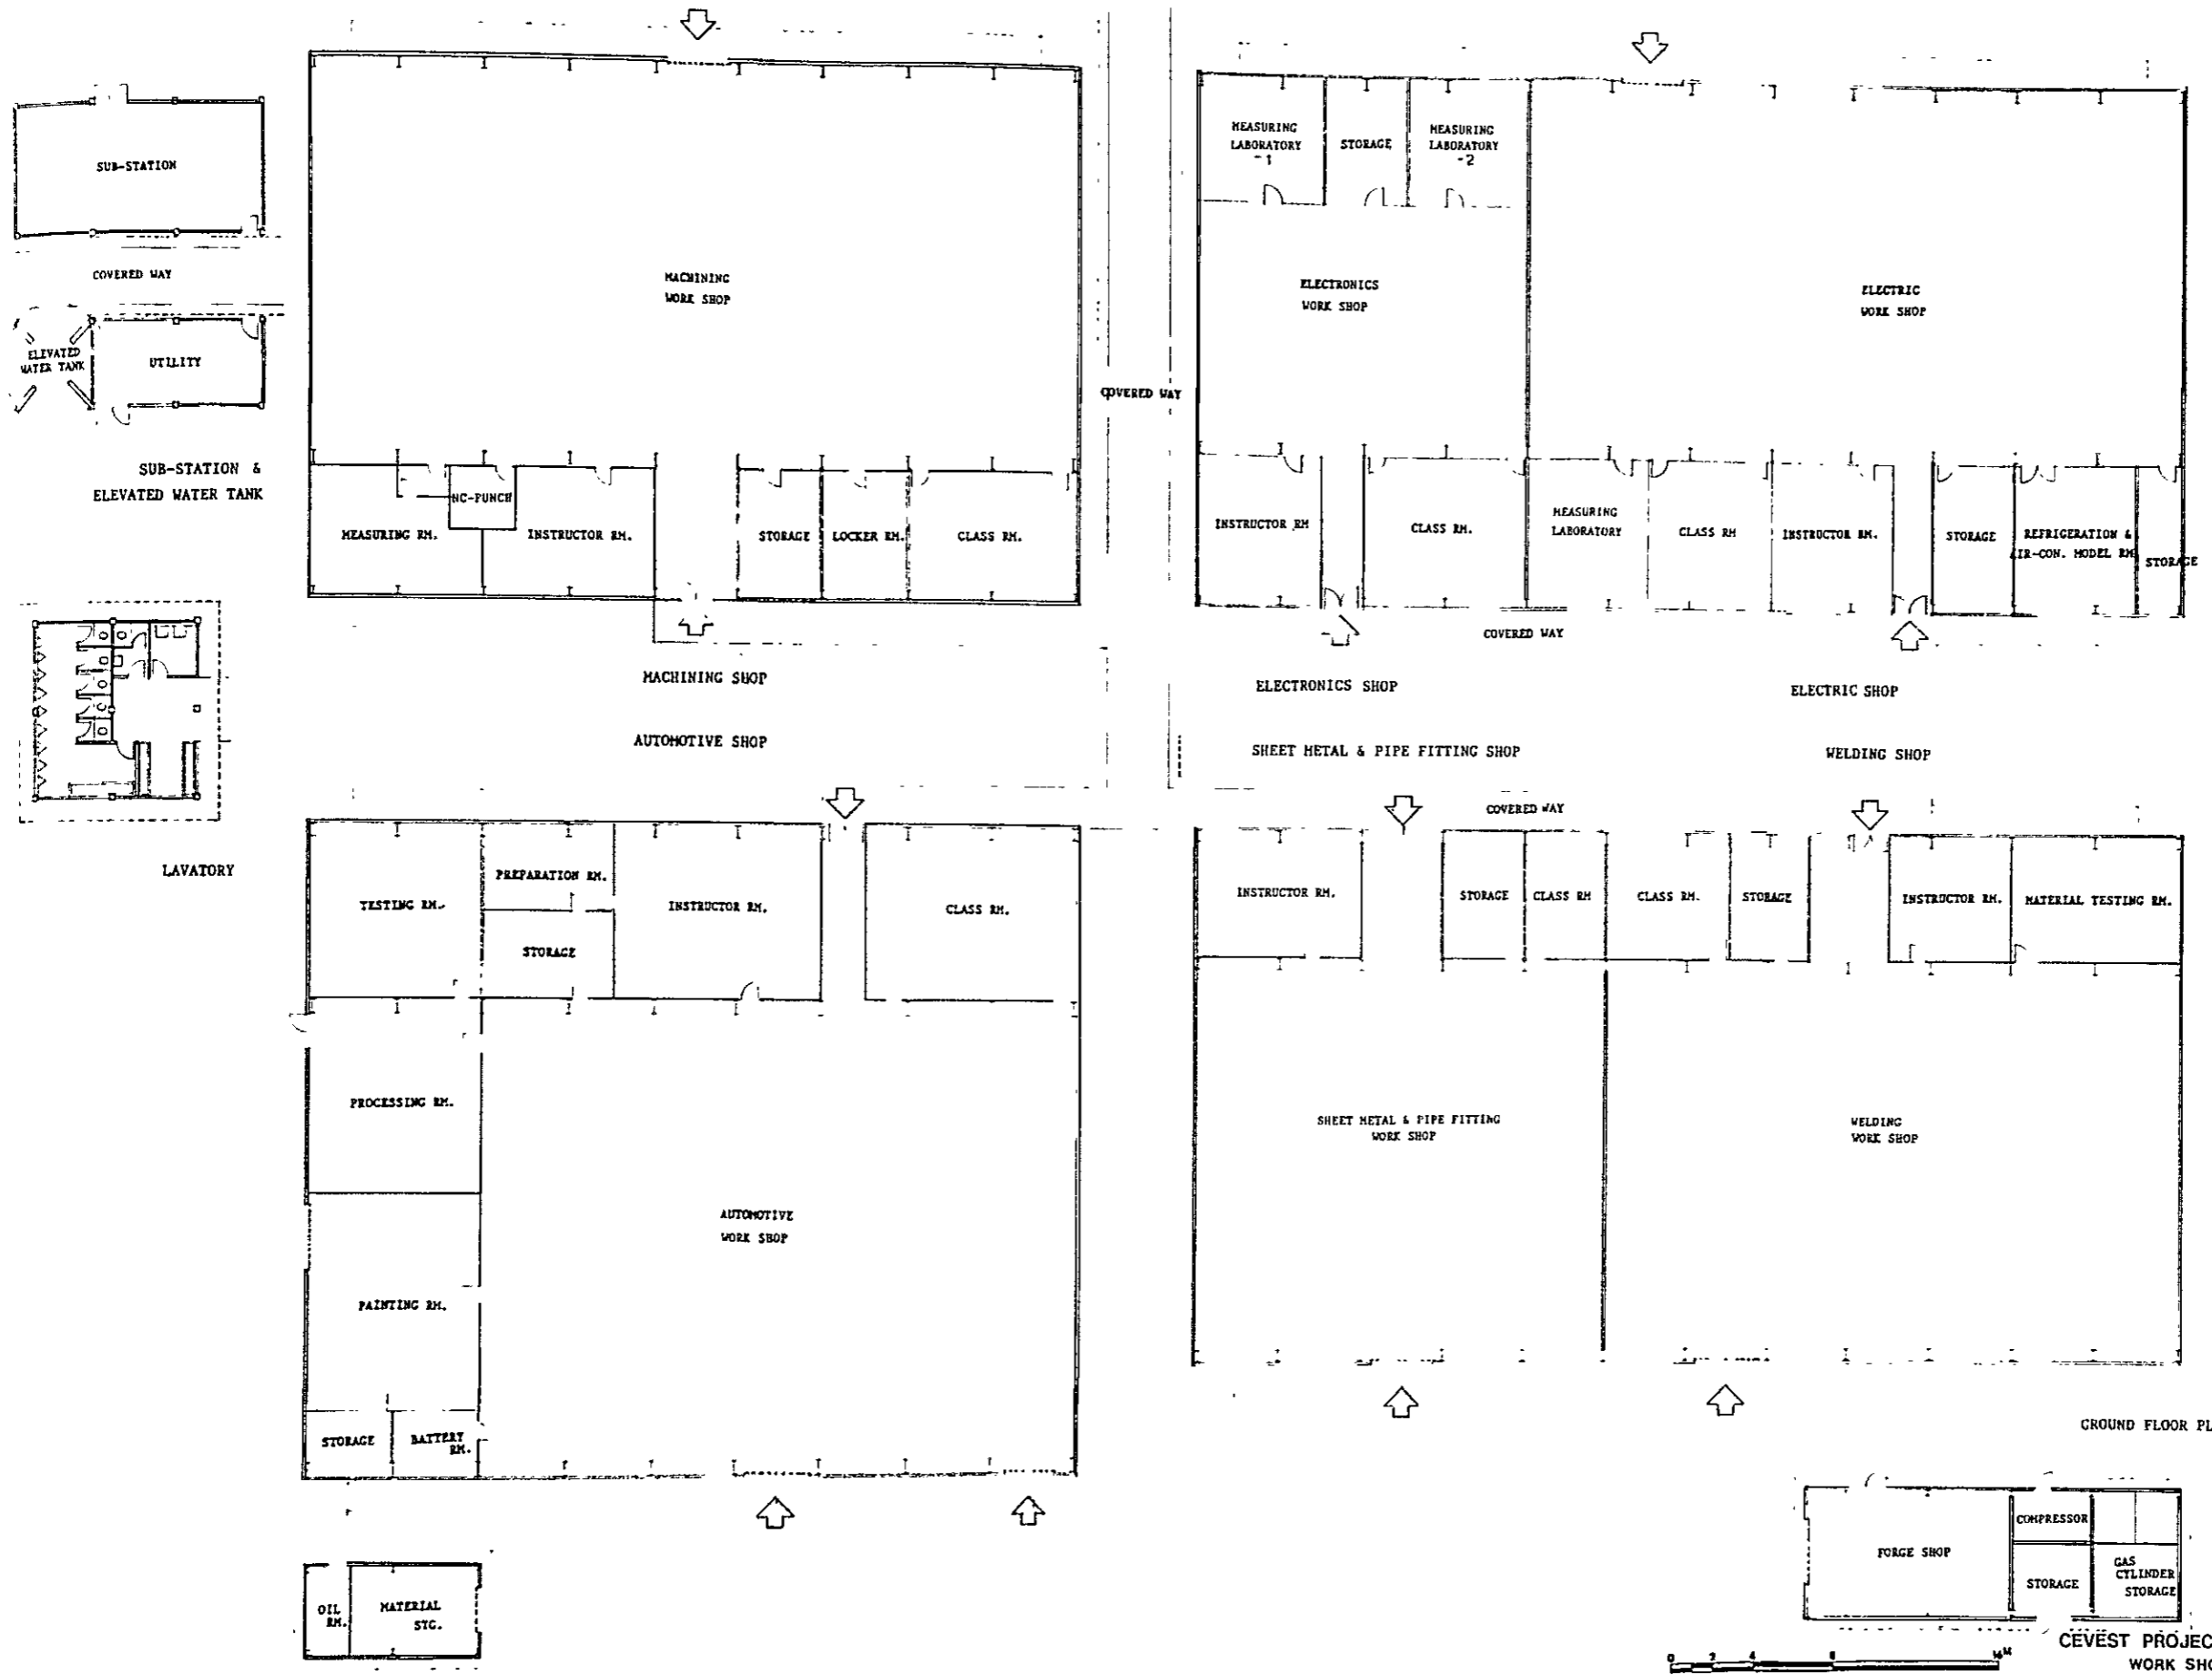 SUB-STATION
COVERED WAY
ELEVATED
WATER TANK
UTILITY
SUB-STATION &
ELEVATED WATER TANK
LAVATORY
MACHINING
WORK SHOP
MEASURING RM.
NC-PUNCH
INSTRUCTOR RM.
STORAGE
LOCKER RM.
CLASS RM.
MACHINING SHOP
COVERED WAY
MEASURING
LABORATORY
-1
STORAGE
MEASURING
LABORATORY
-2
ELECTRONICS
WORK SHOP
ELECTRIC
WORK SHOP
INSTRUCTOR RM
CLASS RM.
MEASURING
LABORATORY
CLASS RM
INSTRUCTOR RM.
STORAGE
REFRIGERATION &
IR-CON. MODEL RM
STORAGE
COVERED WAY
ELECTRONICS SHOP
ELECTRIC SHOP
AUTOMOTIVE SHOP
TESTING RM.
PREPARATION RM.
STORAGE
INSTRUCTOR RM.
CLASS RM.
PROCESSING RM.
PAINTING RM.
AUTOMOTIVE
WORK SHOP
STORAGE
BATTERY
RM.
OIL
RM.
MATERIAL
STG.
SHEET METAL & PIPE FITTING SHOP
WELDING SHOP
COVERED WAY
INSTRUCTOR RM.
STORAGE
CLASS RM
CLASS RM.
STORAGE
INSTRUCTOR RM.
MATERIAL TESTING RM.
SHEET METAL & PIPE FITTING
WORK SHOP
WELDING
WORK SHOP
GROUND FLOOR PL
FORGE SHOP
COMPRESSOR
STORAGE
GAS
CYLINDER
STORAGE
0 2 4 8 16M
CEVEST PROJEC
WORK SHO